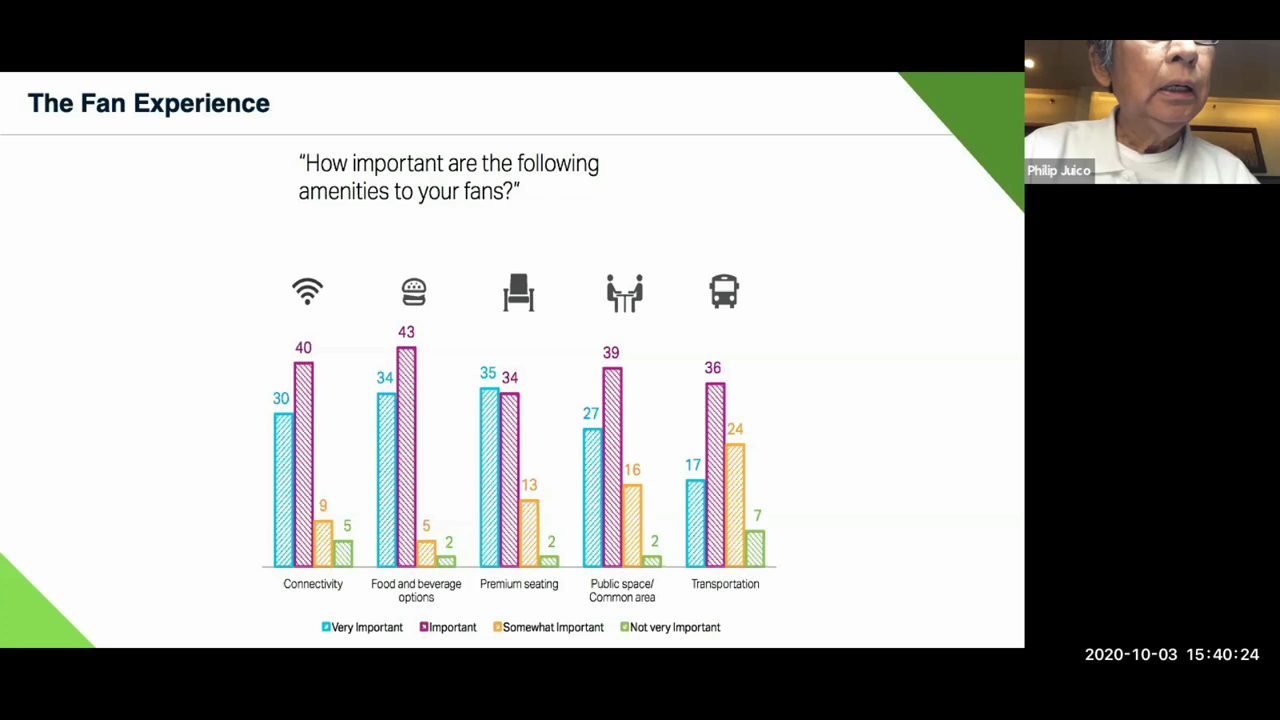 The Fan Experience
“How important are the following
amenities to your fans?”
30 40 9 5
34 43 5 2
35 34 13 2
27 39 16 2
17 36 24 7
Connectivity
Food and beverage
options
Premium seating
Public space/
Common area
Transportation
Very Important Important Somewhat Important Not very Important
Philip Juico
2020-10-03 15:40:24